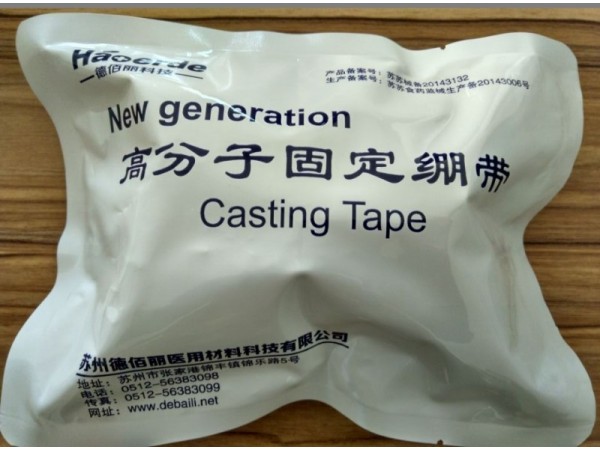 Haoerde
德佰丽科技
产品备案号：苏苏械备20143132
生产备案号：苏苏食药监械生产备20143006号
New generation
高分子固定绷带
Casting Tape
苏州德佰丽医用材料科技有限公司
地址：苏州市张家港锦丰镇锦乐路5号
电话：0512-56383098
传真：0512-56383099
网址：www.debaili.net